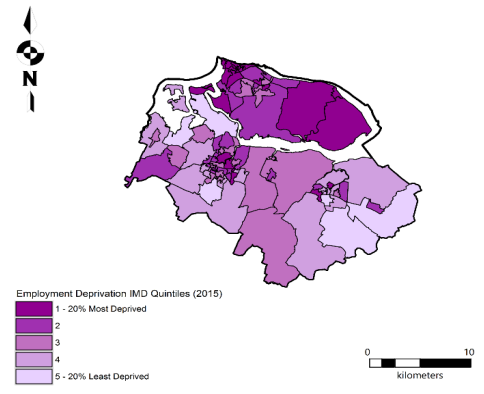 N
Employment Deprivation IMD Quintiles (2015)
1 - 20% Most Deprived
2
3
4
5 - 20% Least Deprived
0 10
kilometers